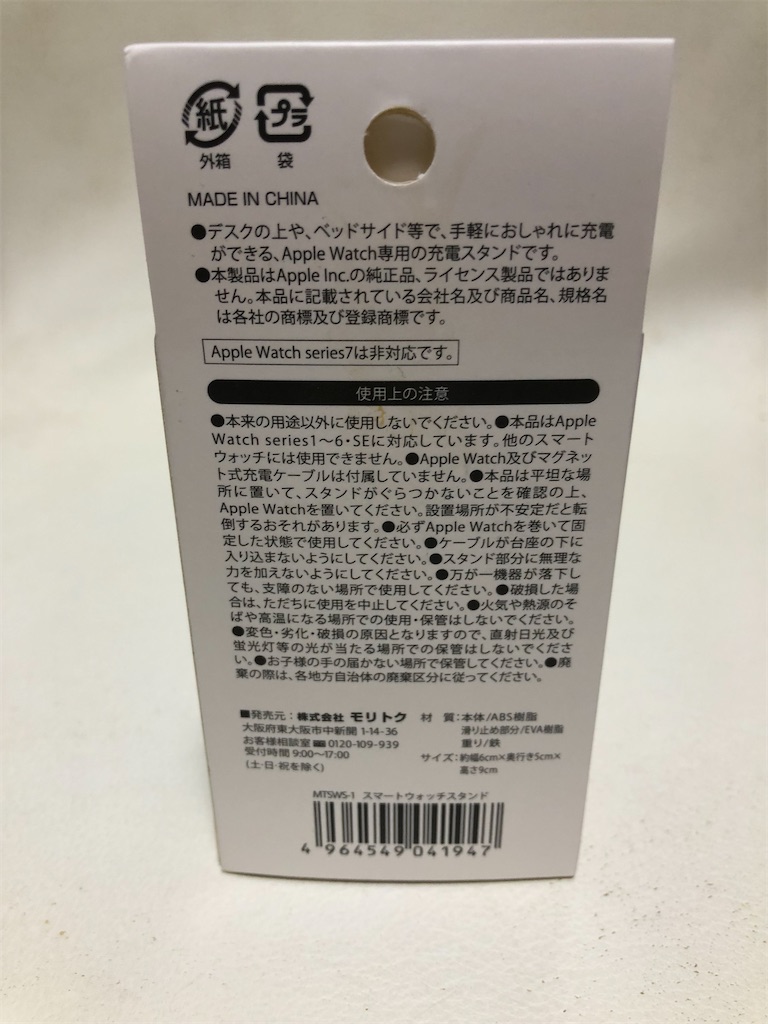 紙 プラ
外箱 袋
MADE IN CHINA
●デスクの上や、ベッドサイド等で、手軽におしゃれに充電
ができる、Apple Watch専用の充電スタンドです。
●本製品はApple Inc.の純正品、ライセンス製品ではありま
せん。本品に記載されている会社名及び商品名、規格名
は各社の商標及び登録商標です。
Apple Watch series7は非対応です。
使用上の注意
●本来の用途以外に使用しないでください。●本品はApple
Watch series1〜6・SEに対応しています。他のスマート
ウォッチには使用できません。●Apple Watch及びマグネッ
ト式充電ケーブルは付属していません。●本品は平坦な場
所に置いて、スタンドがぐらつかないことを確認の上、
Apple Watchを置いてください。設置場所が不安定だと転
倒するおそれがあります。●必ずApple Watchを巻いて固
定した状態で使用してください。●ケーブルが台座の下に
入り込まないようにしてください。●スタンド部分に無理な
力を加えないようにしてください。●万が一機器が落下し
ても、支障のない場所で使用してください。●破損した場
合は、ただちに使用を中止してください。●火気や熱源のそ
ばや高温になる場所での使用・保管はしないでください。
●変色・劣化・破損の原因となりますので、直射日光及び
蛍光灯等の光が当たる場所での保管はしないでくださ
い。●お子様の手の届かない場所で保管してください。●廃
棄の際は、各地方自治体の廃棄区分に従ってください。
■発売元：株式会社 モリトク
大阪府東大阪市中新開 1-14-36
お客様相談室 0120-109-939
受付時間 9:00〜17:00
(土・日・祝を除く)
材 質：本体/ABS樹脂
滑り止め部分/EVA樹脂
重り/鉄
サイズ：約幅6cm×奥行き5cm×
高さ9cm
MTSWS-1 スマートウォッチスタンド
4 964549 041947